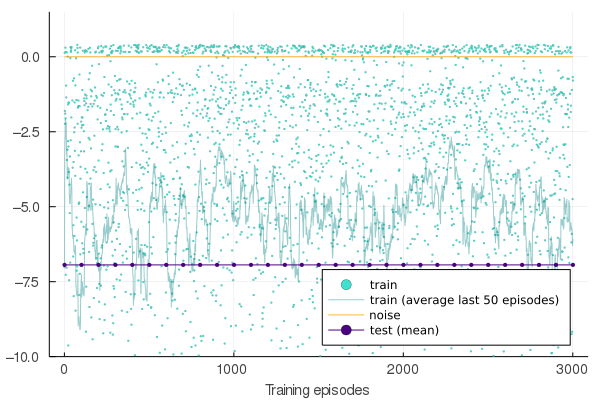 0.0
−2.5
−5.0
−7.5
−10.0
0
1000
2000
3000
Training episodes
train
train (average last 50 episodes)
noise
test (mean)